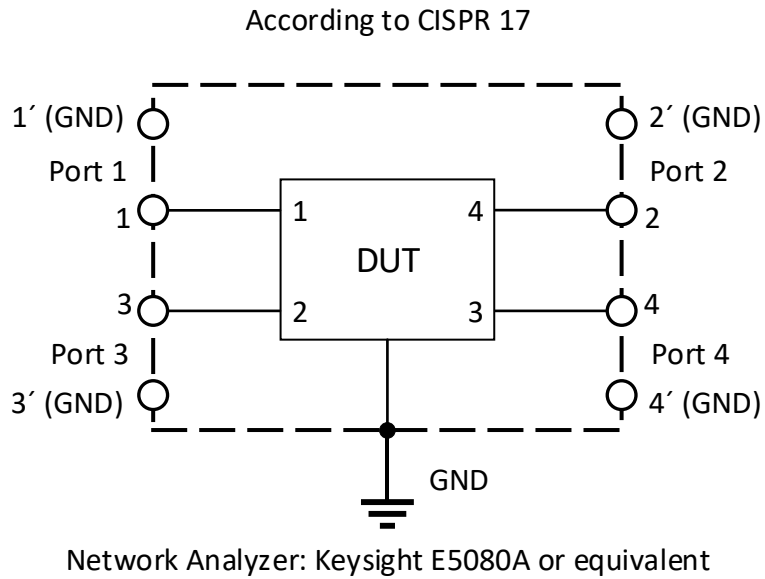 According to CISPR 17
1´ (GND)
2´ (GND)
Port 1
Port 2
1
1
4
2
DUT
3
2
3
4
Port 3
Port 4
3´ (GND)
4´ (GND)
GND
Network Analyzer: Keysight E5080A or equivalent